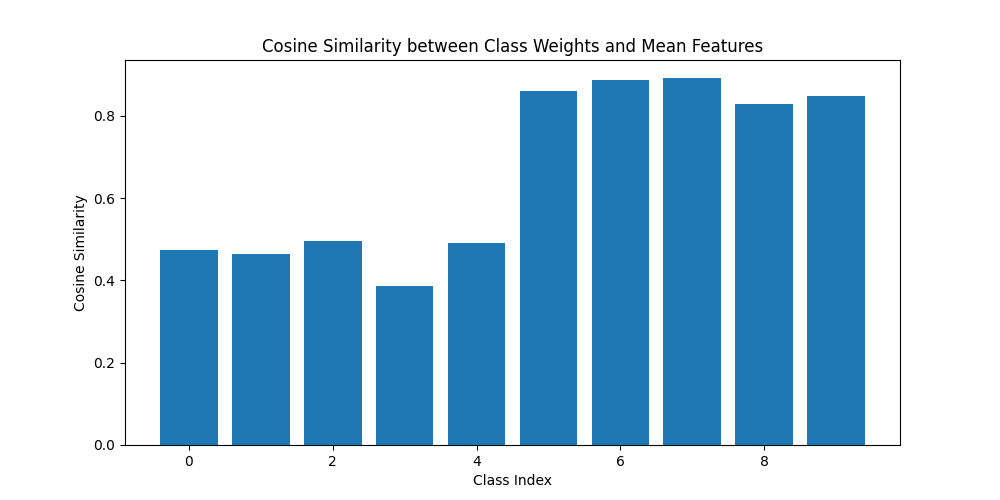 Cosine Similarity between Class Weights and Mean Features
0.8
0.6
0.4
0.2
0.0
Cosine Similarity
0 2 4 6 8
Class Index